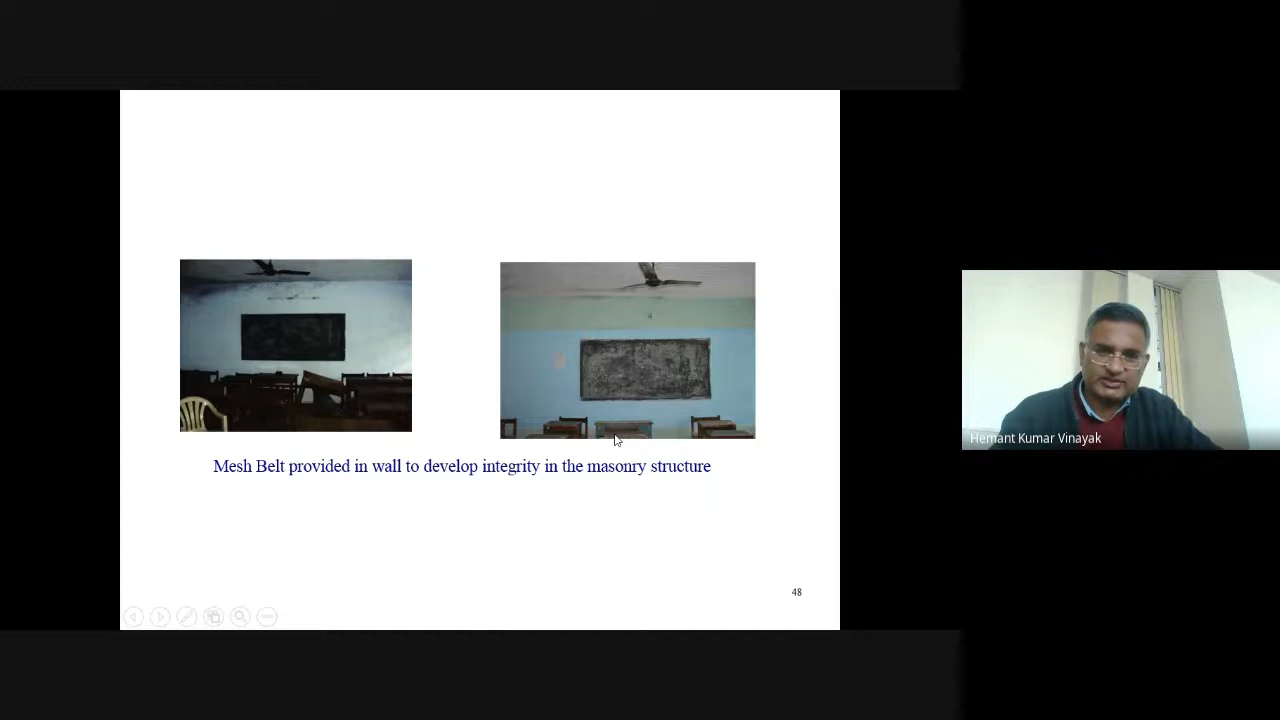 Mesh Belt provided in wall to develop integrity in the masonry structure
48
Hemant Kumar Vinayak